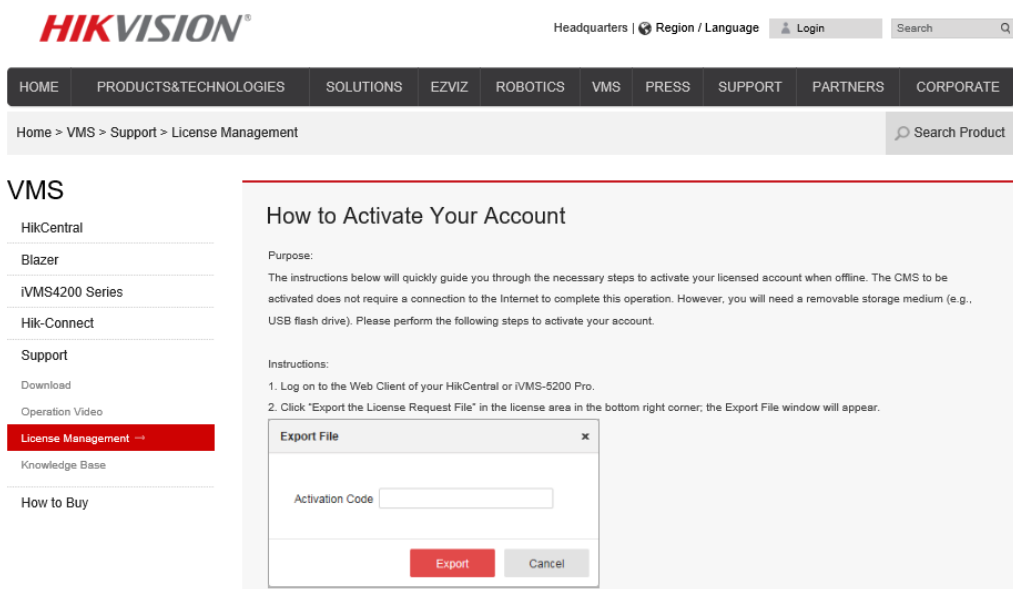 HIKVISION®
Headquarters | Region / Language Login Search
HOME PRODUCTS&TECHNOLOGIES SOLUTIONS EZVIZ ROBOTICS VMS PRESS SUPPORT PARTNERS CORPORATE
Home > VMS > Support > License Management Search Product
VMS
HikCentral
Blazer
iVMS4200 Series
Hik-Connect
Support
Download
Operation Video
License Management →
Knowledge Base
How to Buy
How to Activate Your Account
Purpose:
The instructions below will quickly guide you through the necessary steps to activate your licensed account when offline. The CMS to be
activated does not require a connection to the Internet to complete this operation. However, you will need a removable storage medium (e.g.,
USB flash drive). Please perform the following steps to activate your account.
Instructions:
1. Log on to the Web Client of your HikCentral or iVMS-5200 Pro.
2. Click "Export the License Request File" in the license area in the bottom right corner; the Export File window will appear.
Export File x
Activation Code
Export Cancel